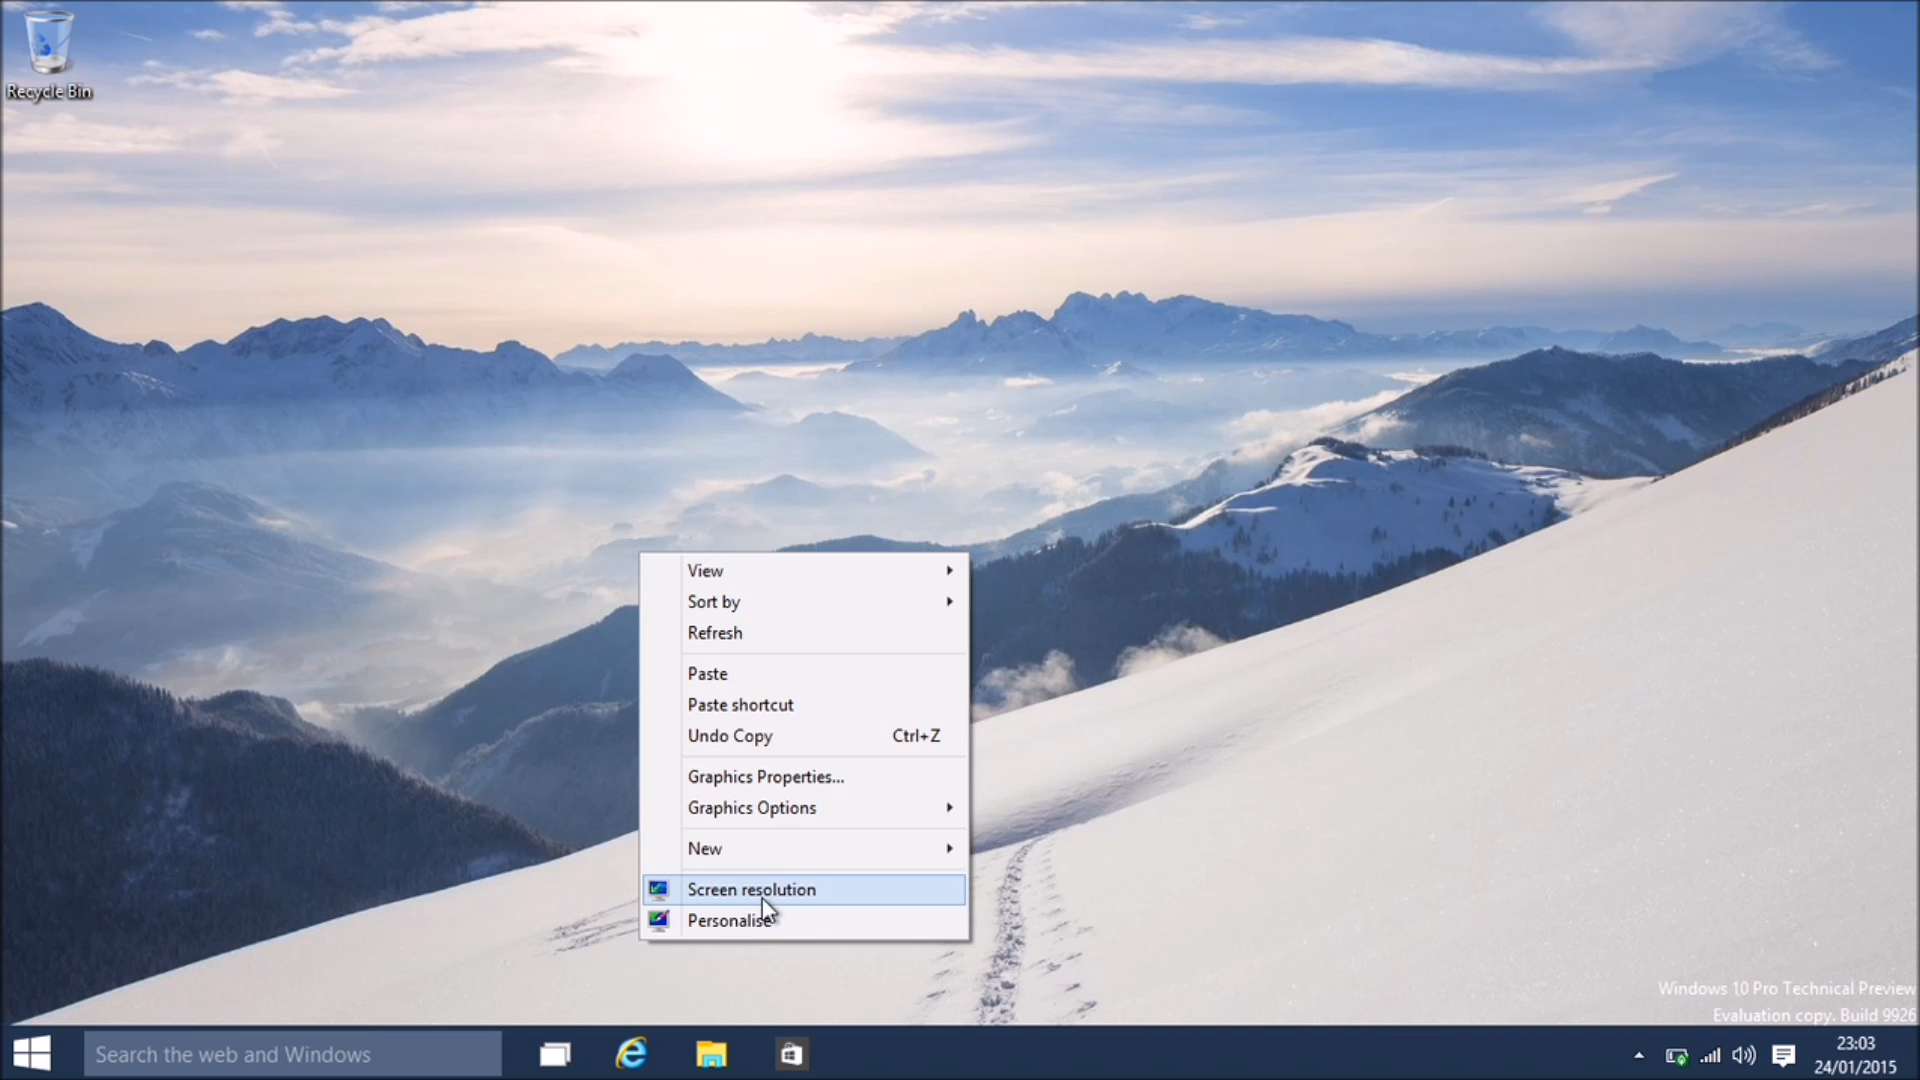 Recycle Bin
View
Sort by
Refresh
Paste
Paste shortcut
Undo Copy Ctrl+Z
Graphics Properties...
Graphics Options
New
Screen resolution
Personalise
Windows 10 Pro Technical Preview
Evaluation copy. Build 9926
Search the web and Windows
23:03
24/01/2015